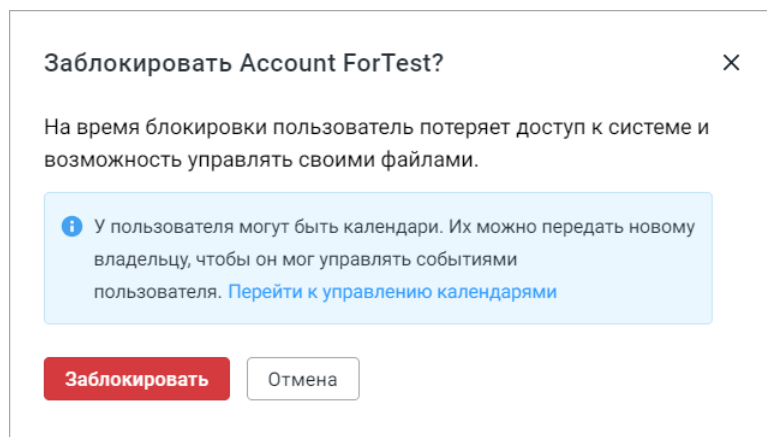 Заблокировать Account ForTest?
На время блокировки пользователь потеряет доступ к системе и
возможность управлять своими файлами.
У пользователя могут быть календари. Их можно передать новому
владельцу, чтобы он мог управлять событиями
пользователя. Перейти к управлению календарями
Заблокировать
Отмена